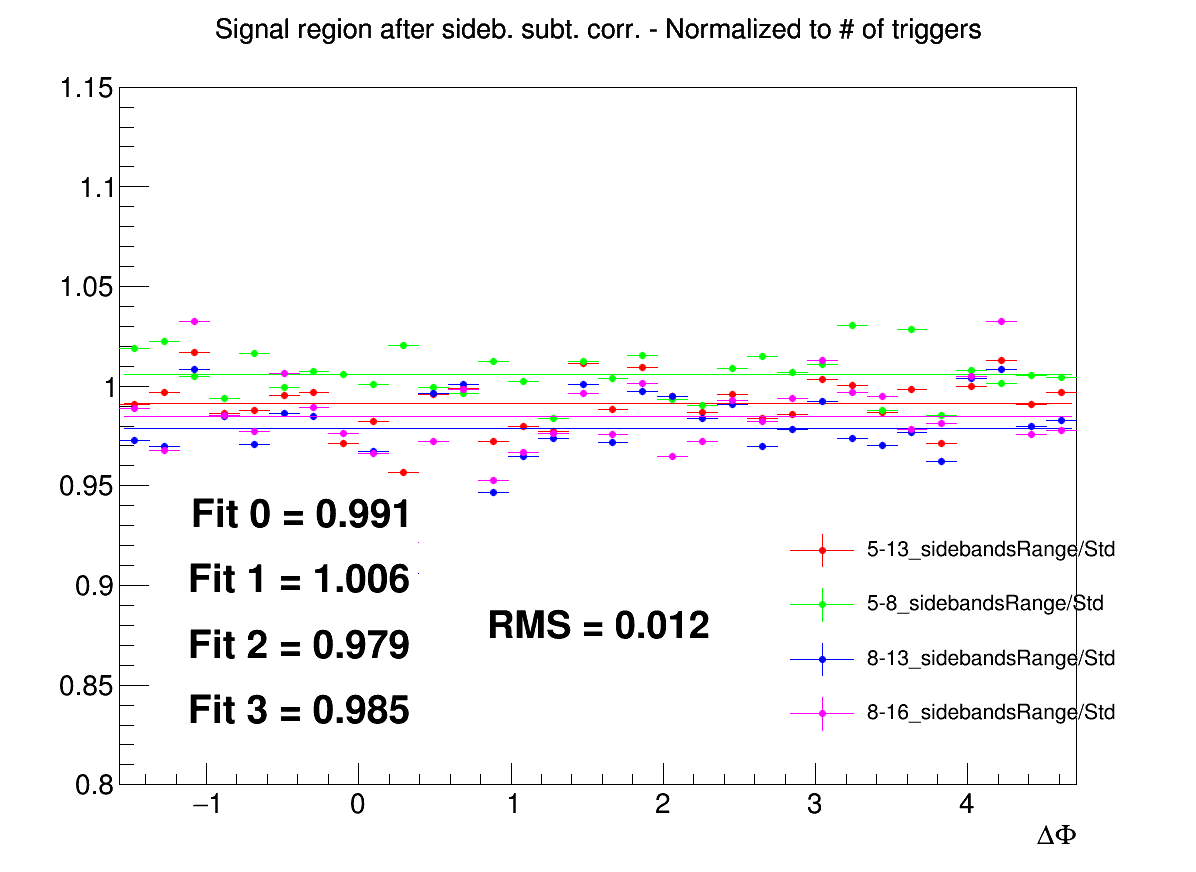 Signal region after sideb. subt. corr. - Normalized to # of triggers
1.15
1.1
1.05
1
0.95
0.9
0.85
0.8
Fit 0 = 0.991
Fit 1 = 1.006
Fit 2 = 0.979
Fit 3 = 0.985
RMS = 0.012
5-13_sidebandsRange/Std
5-8_sidebandsRange/Std
8-13_sidebandsRange/Std
8-16_sidebandsRange/Std
−1 0 1 2 3 4
ΔΦ